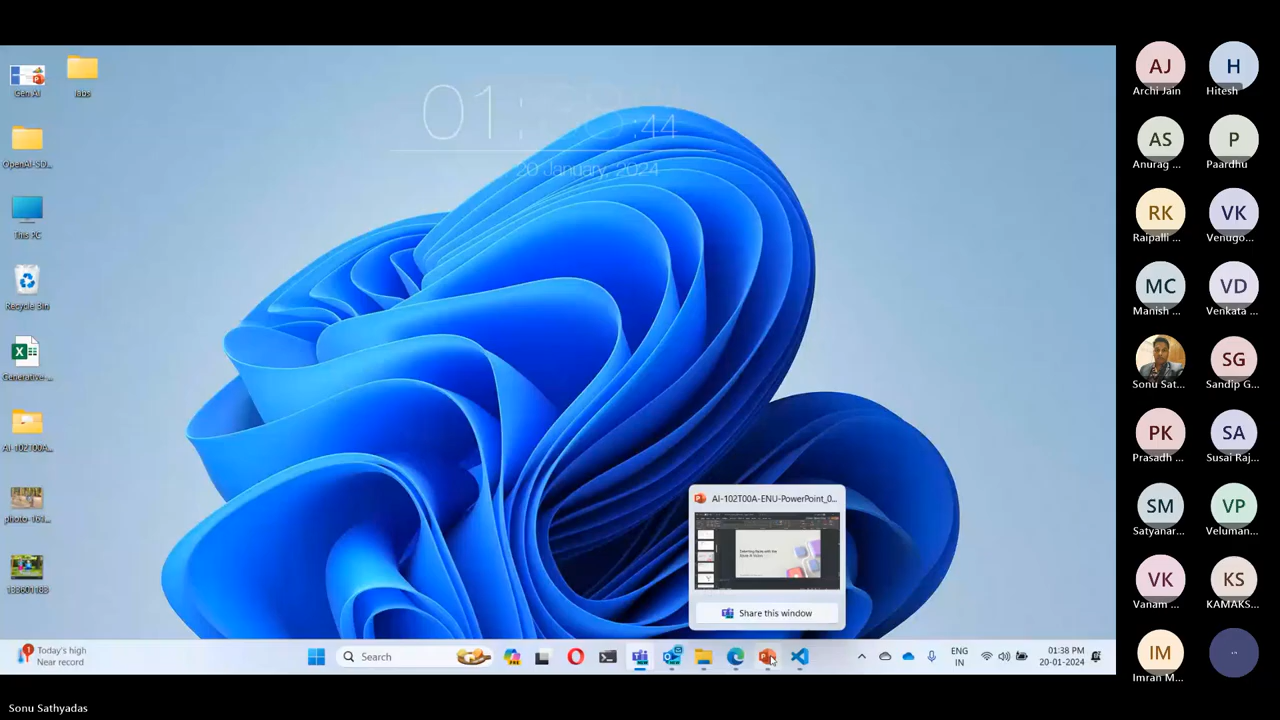 Gen AI
labs
OpenAI-SD...
This PC
Recycle Bin
Generative-...
AI-102T00A...
photo-161...
01:
:44
20 January, 2024
AI-102T00A-ENU-PowerPoint_0...
Share this window
Today's high
Near record
Search
ENG
IN
01:38 PM
20-01-2024
AJ
Archi Jain
H
Hitesh
AS
Anurag ...
P
Paardhu
RK
Raipalli ...
VK
Venugo...
MC
Manish ...
VD
Venkata ...
Sonu Sat...
SG
Sandip G...
PK
Prasadh ...
SA
Susai Raj...
SM
Satyanar...
VP
Veluman...
VK
Vanam ...
KS
KAMAKS...
IM
Imran M...
Sonu Sathyadas